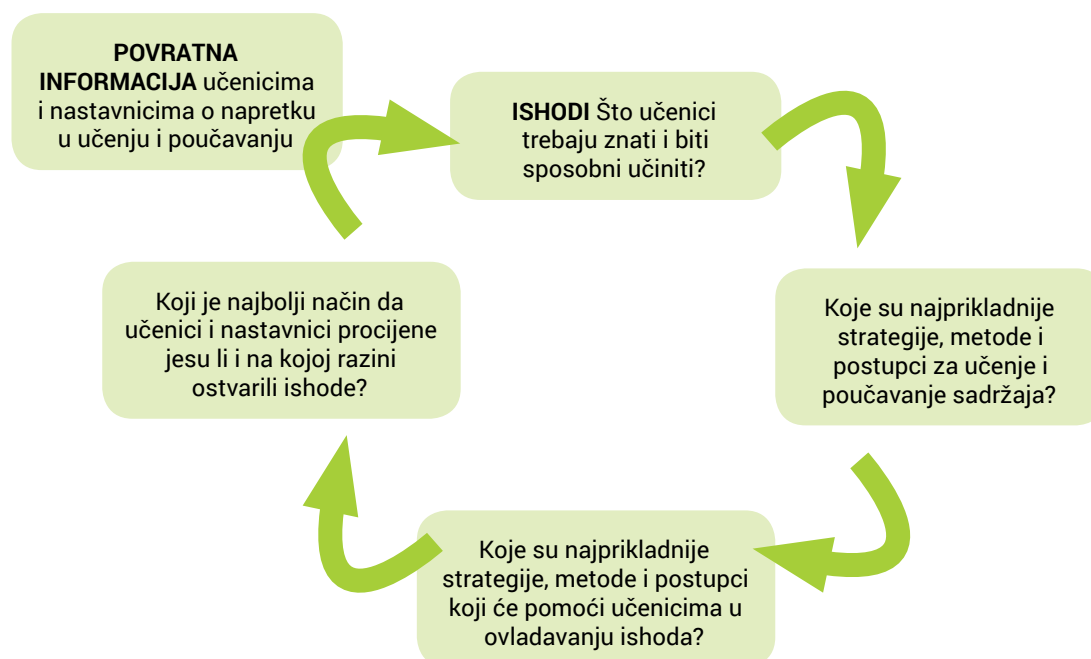 POVRATNA
INFORMACIJA učenicima
i nastavnicima o napretku
u učenju i poučavanju
ISHODI Što učenici
trebaju znati i biti
sposobni učiniti?
Koje su najprikladnije
strategije, metode i
postupci za učenje i
poučavanje sadržaja?
Koje su najprikladnije
strategije, metode i postupci
koji će pomoći učenicima u
ovladavanju ishoda?
Koji je najbolji način da
učenici i nastavnici procijene
jesu li i na kojoj razini
ostvarili ishode?